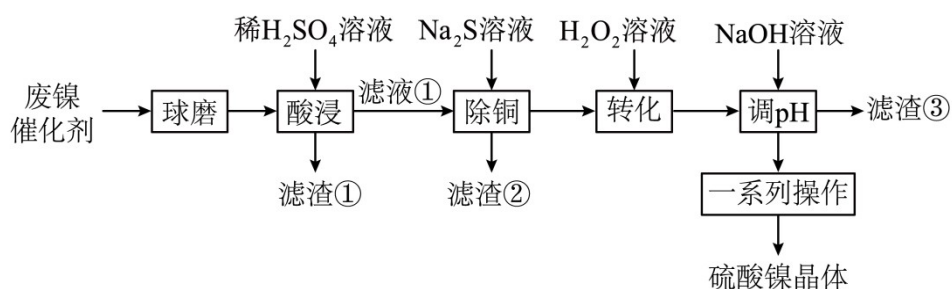 稀H₂SO₄溶液 Na₂S溶液 H₂O₂溶液 NaOH溶液
废镍
催化剂
球磨 酸浸 滤液① 除铜 转化 调pH 滤渣③
滤渣① 滤渣② 一系列操作
硫酸镍晶体